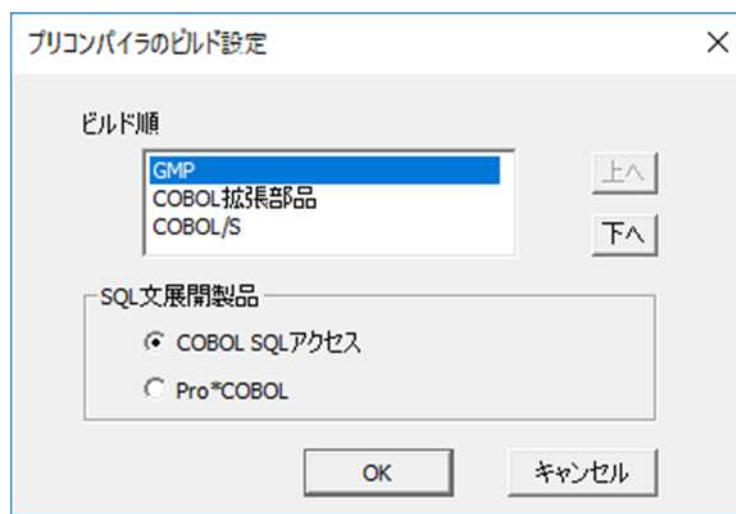 プリコンパイラのビルド設定
ビルド順
GMP
COBOL拡張部品
COBOL/S
上へ
下へ
SQL文展開製品
COBOL SQLアクセス
Pro*COBOL
OK
キャンセル